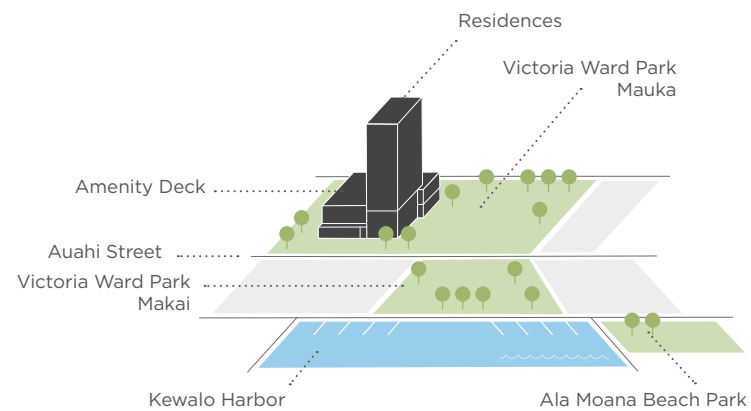 Residences
Victoria Ward Park
Mauka
Amenity Deck
Auahi Street
Victoria Ward Park
Makai
Kewalo Harbor
Ala Moana Beach Park